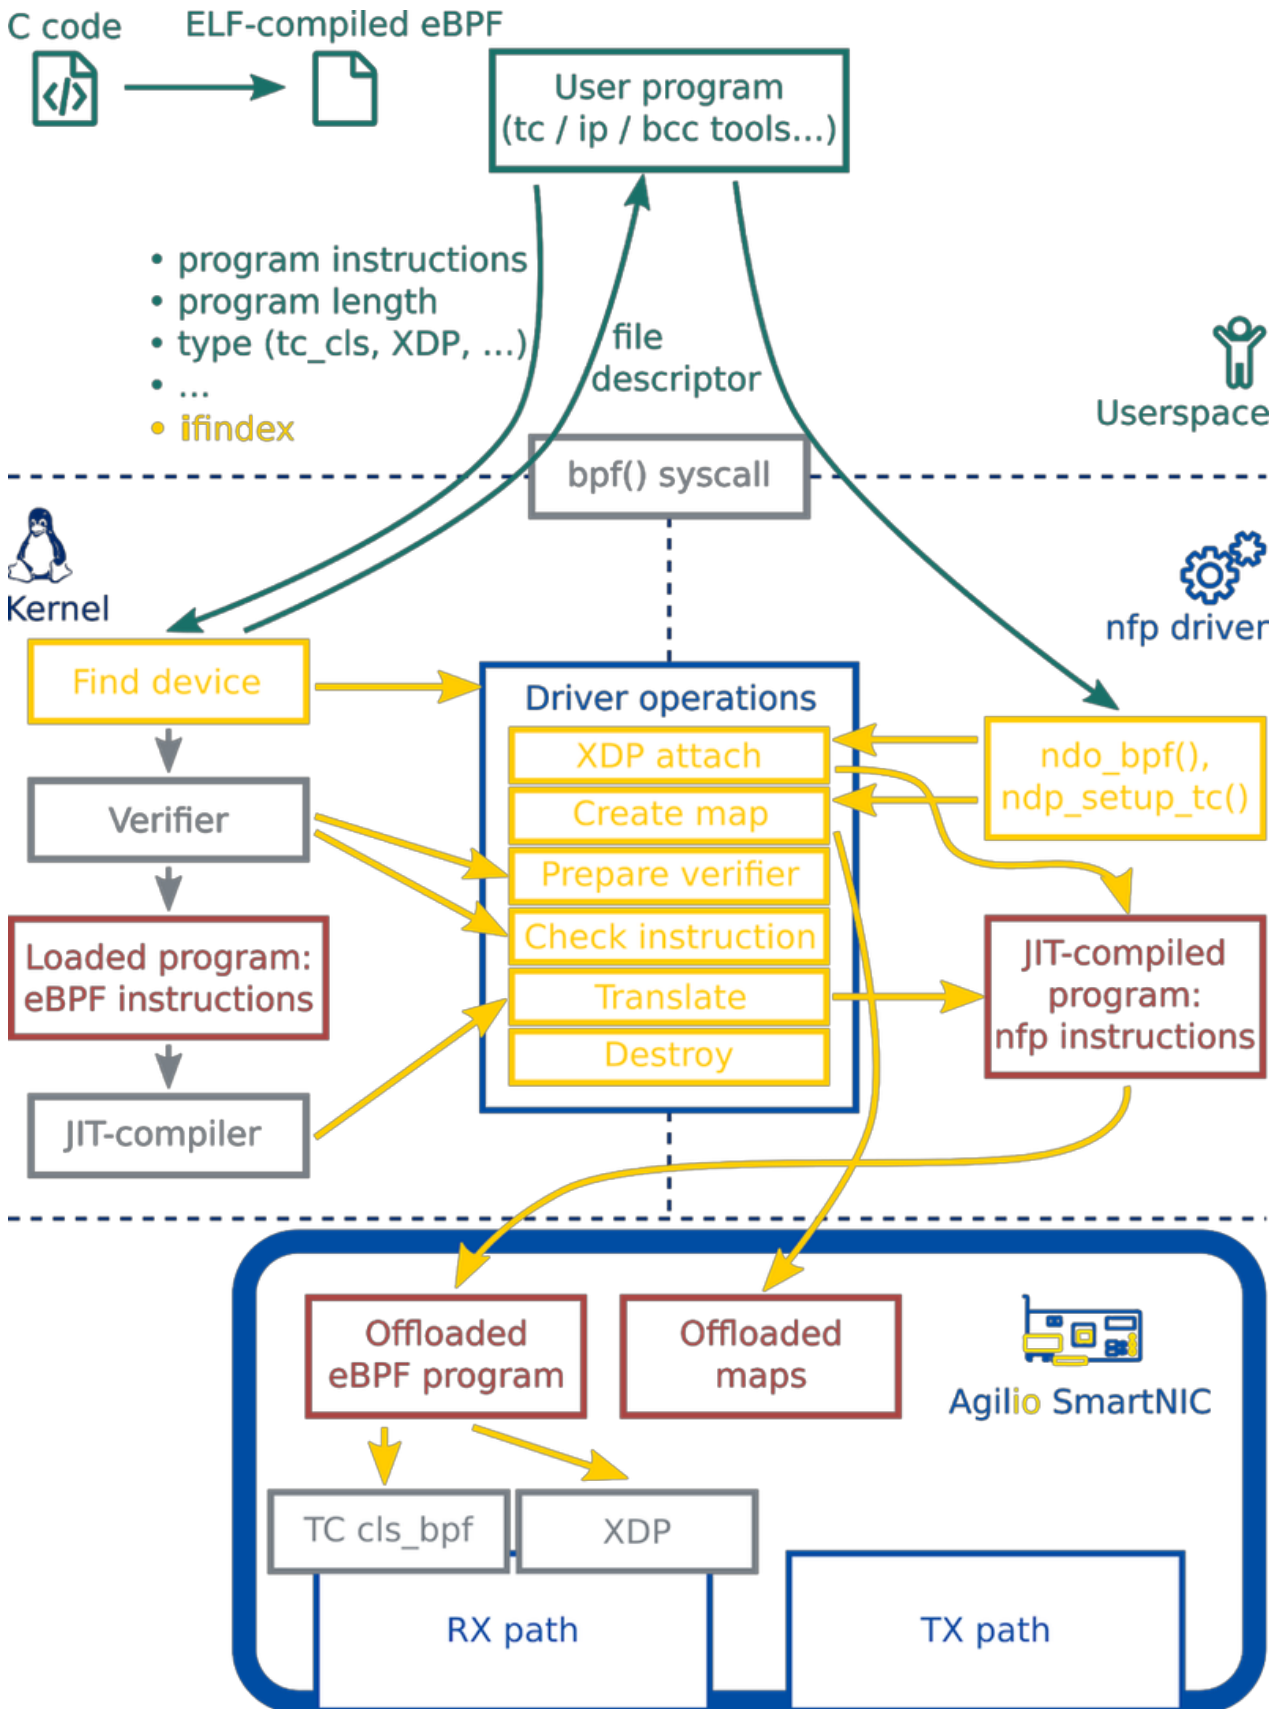 C code
ELF-compiled eBPF
User program
(tc / ip / bcc tools...)
• program instructions
• program length
• type (tc_cls, XDP, ...)
• ...
• ifindex
file
descriptor
Userspace
bpf() syscall
Kernel
nfp driver
Find device
Driver operations
XDP attach
Create map
Prepare verifier
Check instruction
Translate
Destroy
ndo_bpf(),
ndp_setup_tc()
Verifier
Loaded program:
eBPF instructions
JIT-compiler
JIT-compiled
program:
nfp instructions
Offloaded
eBPF program
Offloaded
maps
Agilio SmartNIC
TC cls_bpf
XDP
RX path
TX path